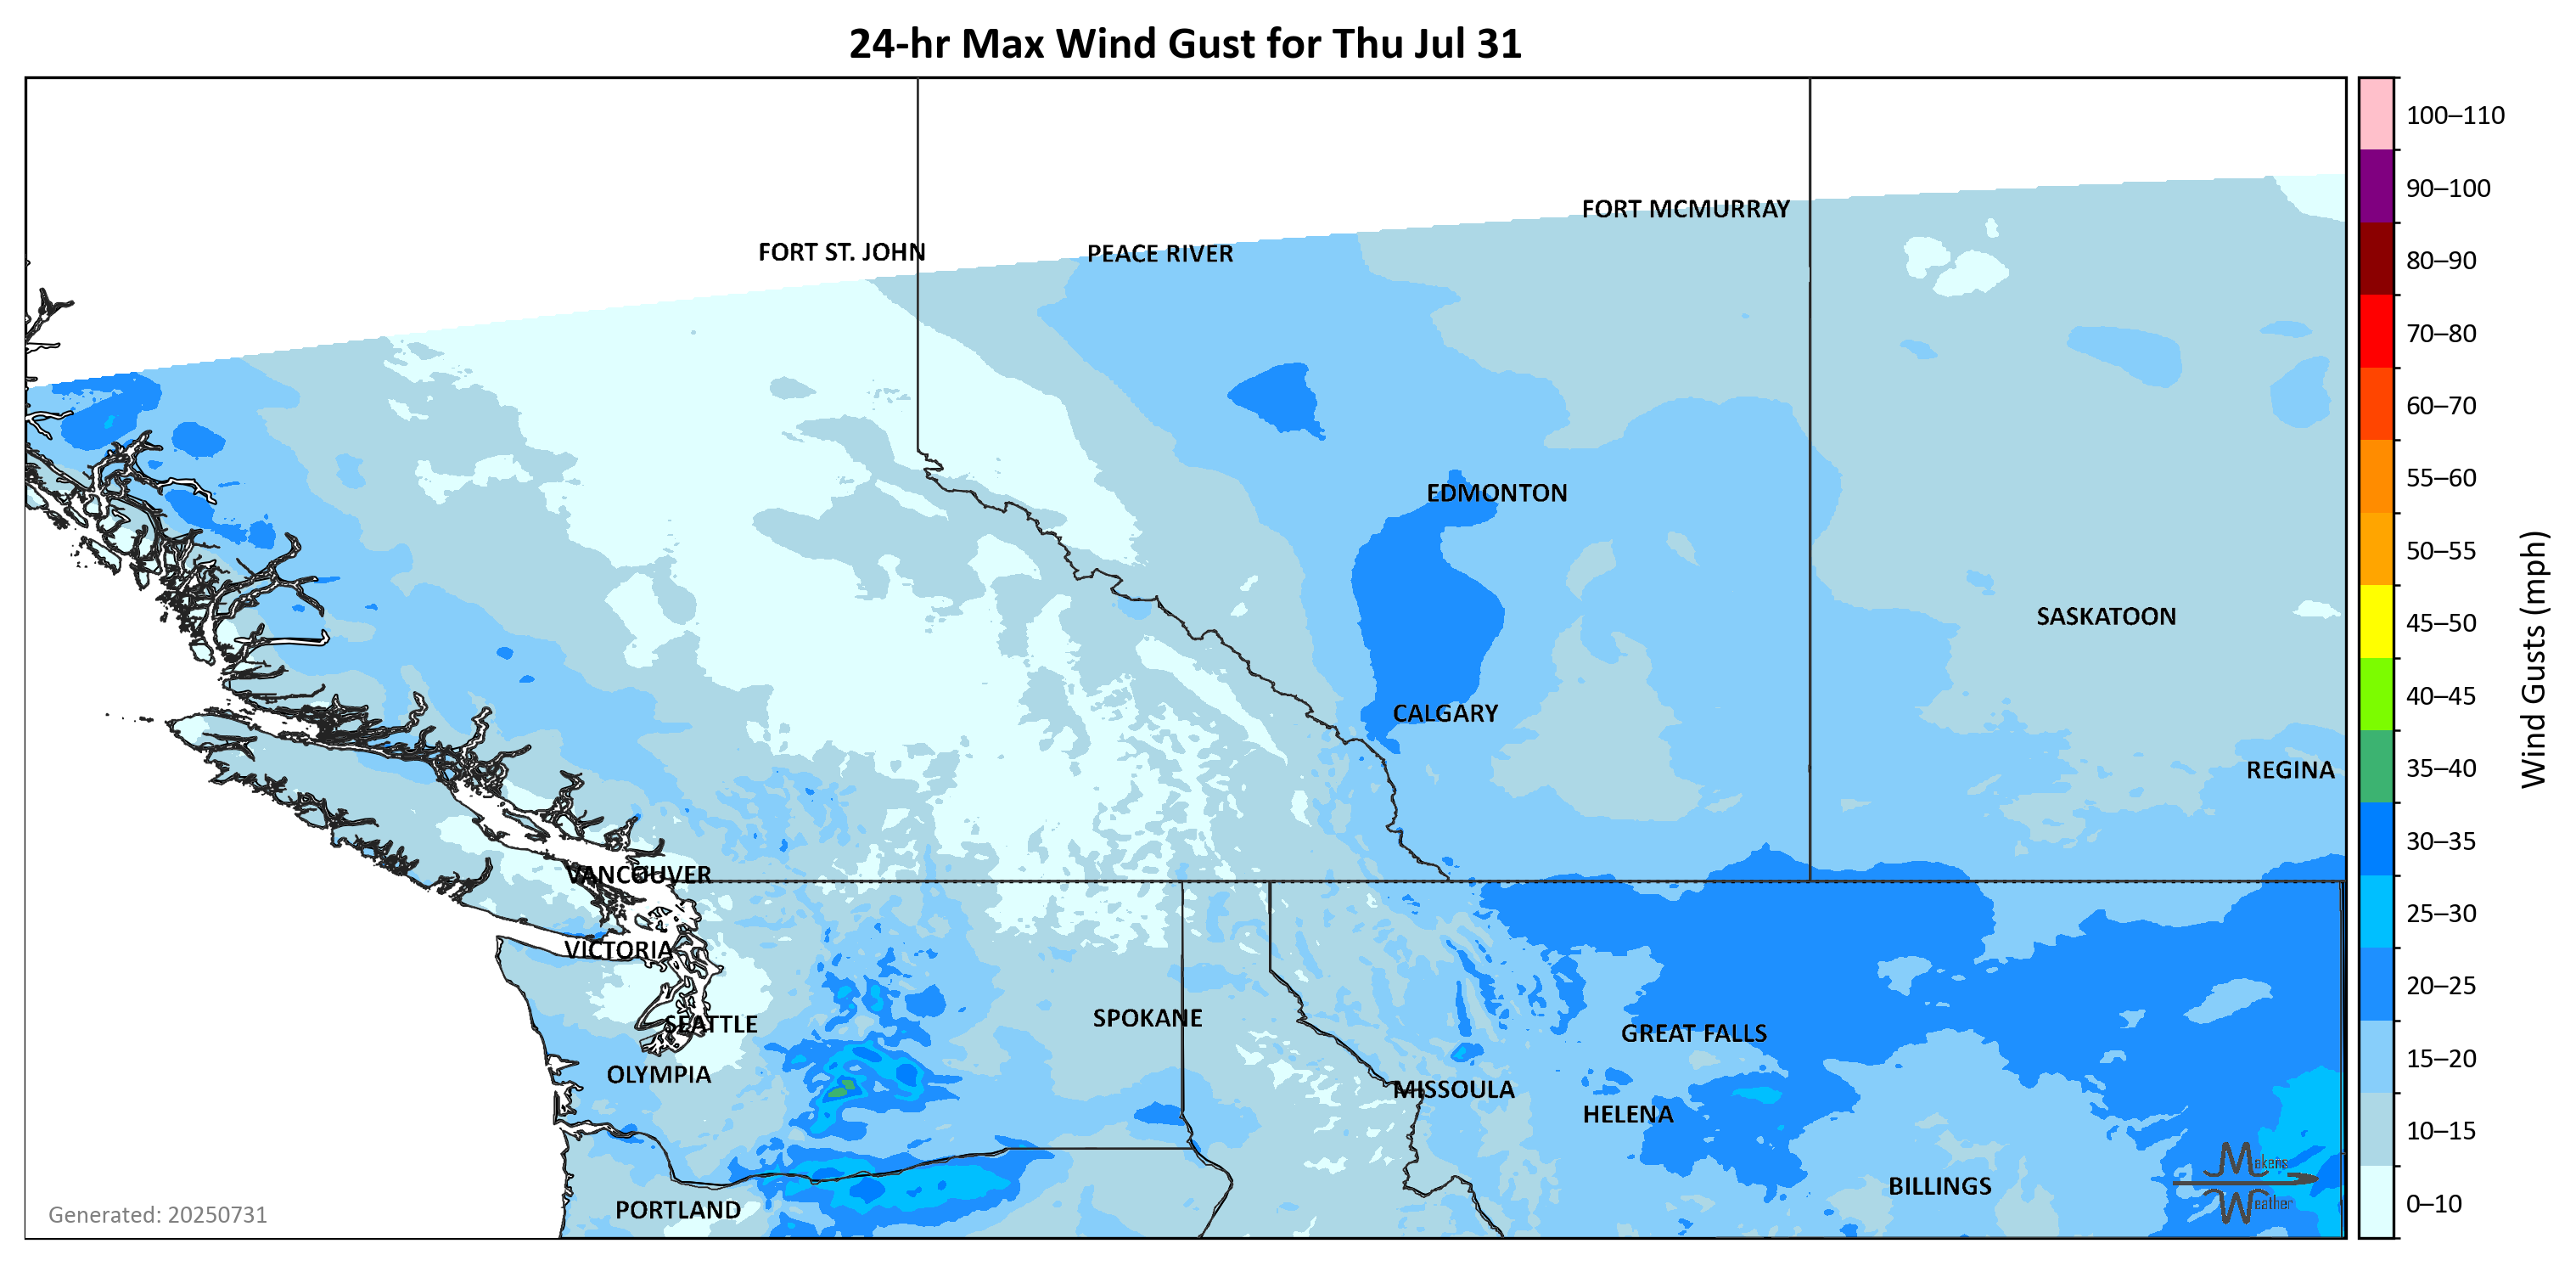 24-hr Max Wind Gust for Thu Jul 31
100–110
90–100
80–90
70–80
60–70
55–60
50–55
45–50
40–45
35–40
30–35
25–30
20–25
15–20
10–15
0–10
Wind Gusts (mph)
FORT MCMURRAY
FORT ST. JOHN
PEACE RIVER
EDMONTON
SASKATOON
CALGARY
REGINA
VANCOUVER
VICTORIA
SEATTLE
SPOKANE
GREAT FALLS
OLYMPIA
MISSOULA
HELENA
BILLINGS
PORTLAND
Makens
Weather
Generated: 20250731